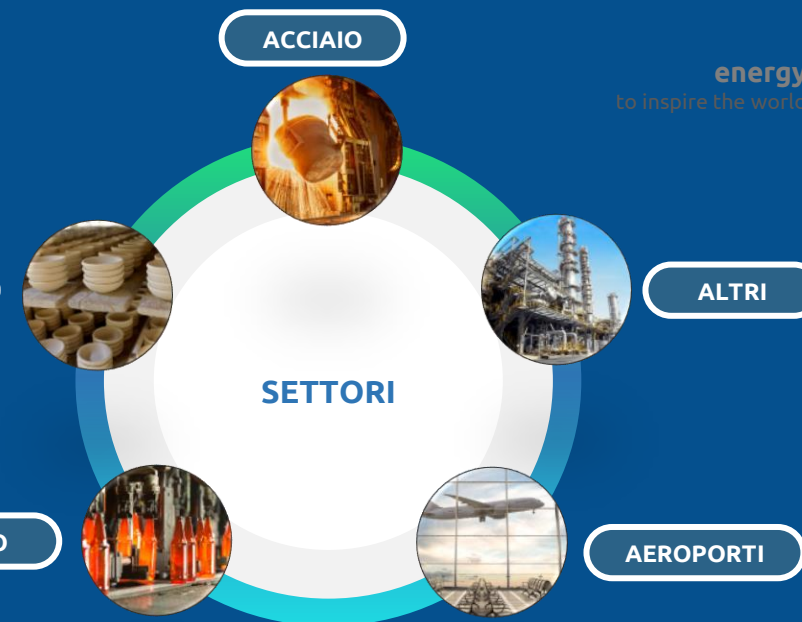 ACCIAIO
energy
to inspire the world
ALTRI
SETTORI
AEROPORTI